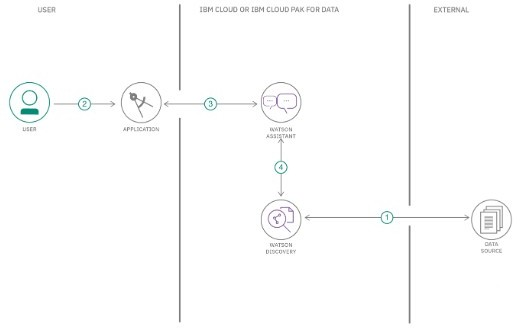 USER
IBM CLOUD OR IBM CLOUD PAK FOR DATA
EXTERNAL
2
3
USER
APPLICATION
WATSON
ASSISTANT
4
1
WATSON
DISCOVERY
DATA
SOURCE